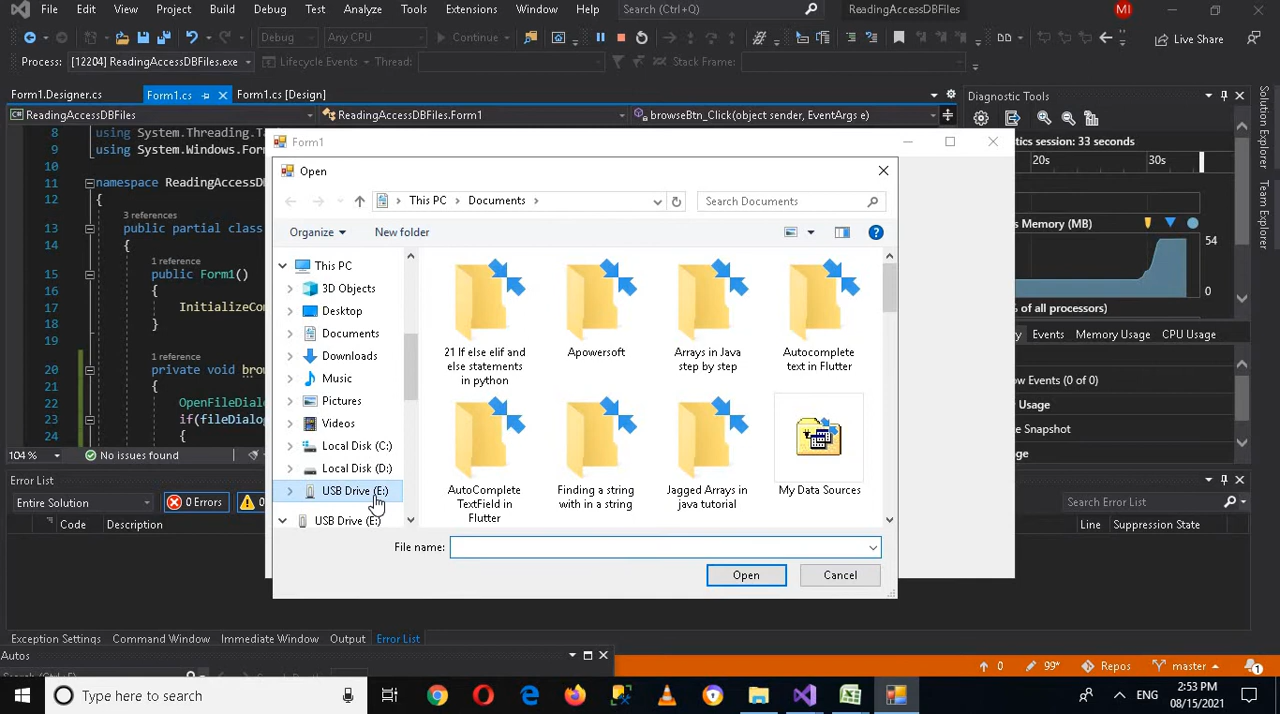 File Edit View Project Build Debug Test Analyze Tools Extensions Window Help Search (Ctrl+) ReadingAccessDBFiles MI
Debug Any CPU Continue Live Share
Process: [12204] ReadingAccessDBFiles.exe Lifecycle Events Thread: Stack Frame:
Form1.Designer.cs Form1.cs Form1.cs [Design] Diagnostic Tools
ReadingAccessDBFiles ReadingAccessDBFiles.Form1 browseBtn_Click(object sender, EventArgs e)
8 using System.Threading.Ta
9 using System.Windows.For
10
11 namespace ReadingAccessD
12 {
3 references
13 public partial class
14 {
1 reference
15 public Form1()
16 {
17 InitializeCon
18 }
19
1 reference
20 private void brow
21 {
22 OpenFileDialo
23 if(fileDialog
24 {
104 % No issues found
Form1
Open
This PC Documents Search Documents
Organize New folder
This PC
3D Objects
Desktop
Documents
Downloads
Music
Pictures
Videos
Local Disk (C:)
Local Disk (D:)
USB Drive (E:)
USB Drive (E:)
21 If else elif and else statements in python
Apowersoft
Arrays in Java step by step
Autocomplete text in Flutter
AutoComplete TextField in Flutter
Finding a string with in a string
Jagged Arrays in java tutorial
My Data Sources
File name:
Open Cancel
tics session: 33 seconds
20s 30s
s Memory (MB)
54
0
% of all processors)
Events Memory Usage CPU Usage
ow Events (0 of 0)
Usage
Snapshot
Solution Explorer
Team Explorer
Error List
Entire Solution 0 Errors 0 Search Error List
Code Description Line Suppression State
Exception Settings Command Window Immediate Window Output Error List
Autos
0 99* Repos master 1
Type here to search
ENG
2:53 PM
08/15/2021